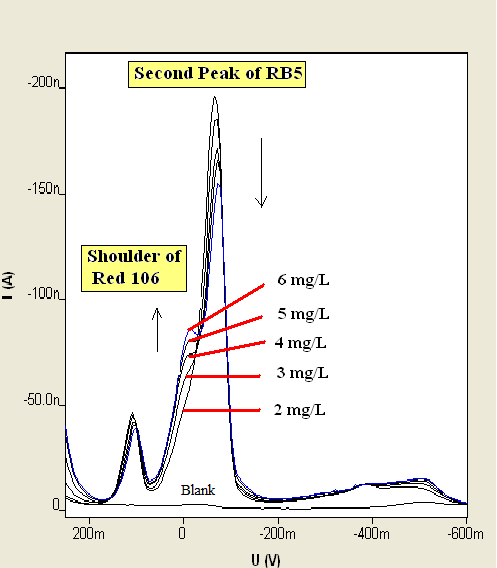 Second Peak of RB5
Shoulder of
Red 106
6 mg/L
5 mg/L
4 mg/L
3 mg/L
2 mg/L
Blank
I (A)
-200n
-150n
-100n
-50.0n
0
200m
0
-200m
-400m
-600m
U (V)